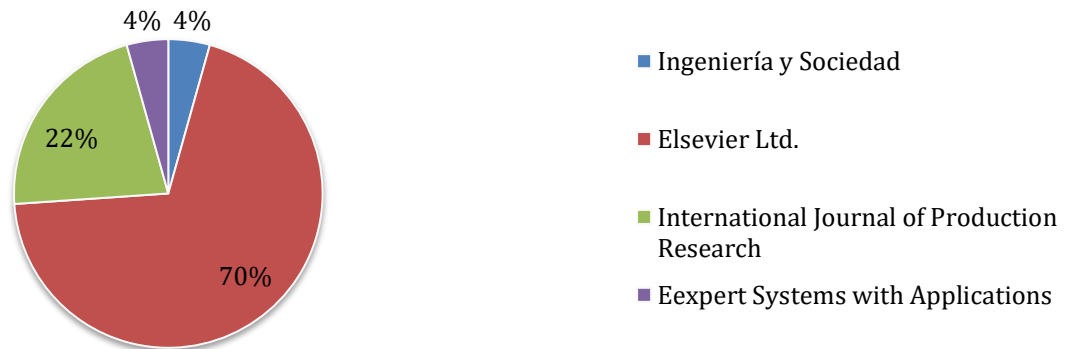 4% 4%
Ingeniería y Sociedad
Elsevier Ltd.
22%
International Journal of Production
Research
70%
Eexpert Systems with Applications